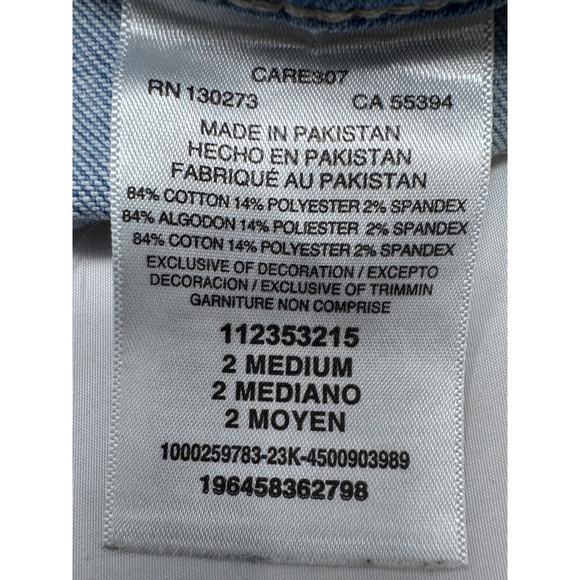 CARE307
RN 130273 CA 55394
MADE IN PAKISTAN
HECHO EN PAKISTAN
FABRIQUÉ AU PAKISTAN
84% COTTON 14% POLYESTER 2% SPANDEX
84% ALGODON 14% POLIESTER 2% SPANDEX
84% COTON 14% POLYESTER 2% SPANDEX
EXCLUSIVE OF DECORATION / EXCEPTO
DECORACION / EXCLUSIVE OF TRIMMIN
GARNITURE NON COMPRISE
112353215
2 MEDIUM
2 MEDIANO
2 MOYEN
1000259783-23K-4500903989
196458362798